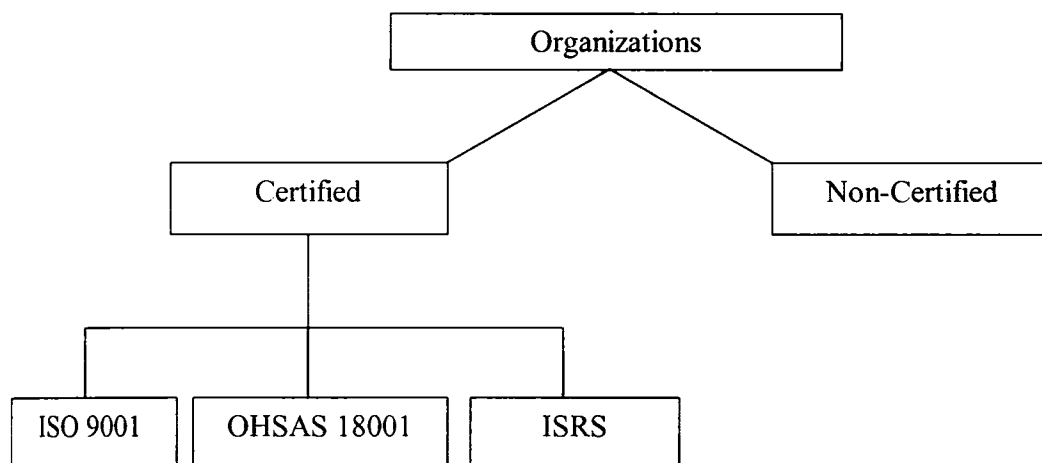 Organizations
Certified
Non-Certified
ISO 9001
OHSAS 18001
ISRS